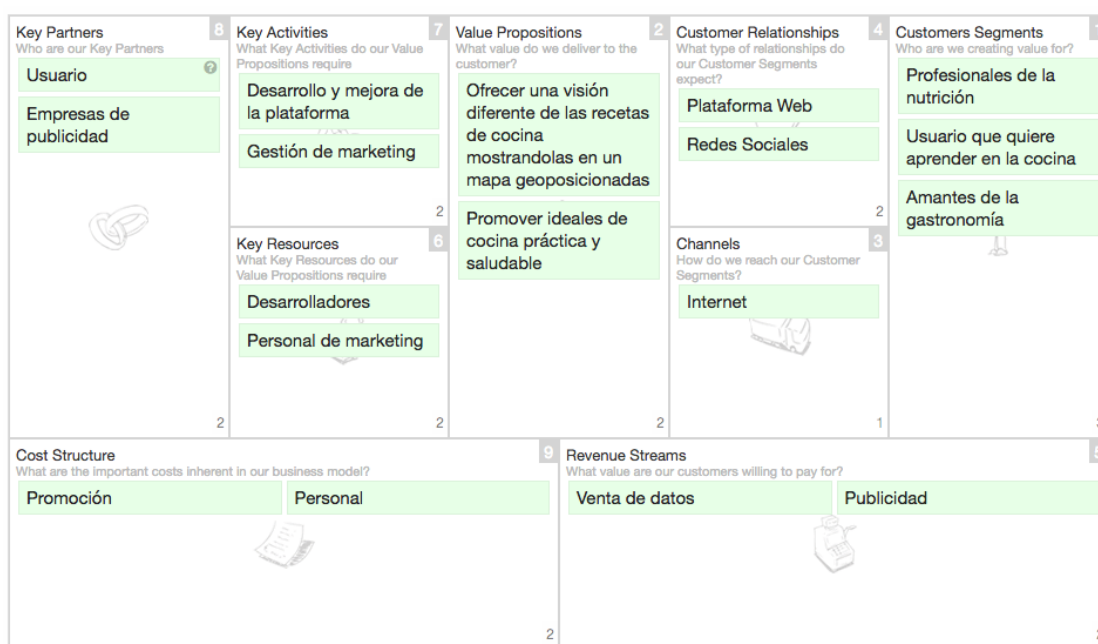 Key Partners
8
Who are our Key Partners
Usuario
?
Empresas de
publicidad
2
Key Activities
7
What Key Activities do our Value
Propositions require
Desarrollo y mejora de
la plataforma
Gestión de marketing
2
Key Resources
6
What Key Resources do our
Value Propositions require
Desarrolladores
Personal de marketing
2
Value Propositions
2
What value do we deliver to the
customer?
Ofrecer una visión
diferente de las recetas
de cocina
mostrandolas en un
mapa geoposicionadas
Promover ideales de
cocina práctica y
saludable
2
Customer Relationships
4
What type of relationships do
our Customer Segments
expect?
Plataforma Web
Redes Sociales
2
Channels
3
How do we reach our Customer
Segments?
Internet
1
Customers Segments
Who are we creating value for?
Profesionales de la
nutrición
Usuario que quiere
aprender en la cocina
Amantes de la
gastronomía
Cost Structure
9
What are the important costs inherent in our business model?
Promoción
Personal
2
Revenue Streams
What value are our customers willing to pay for?
Venta de datos
Publicidad